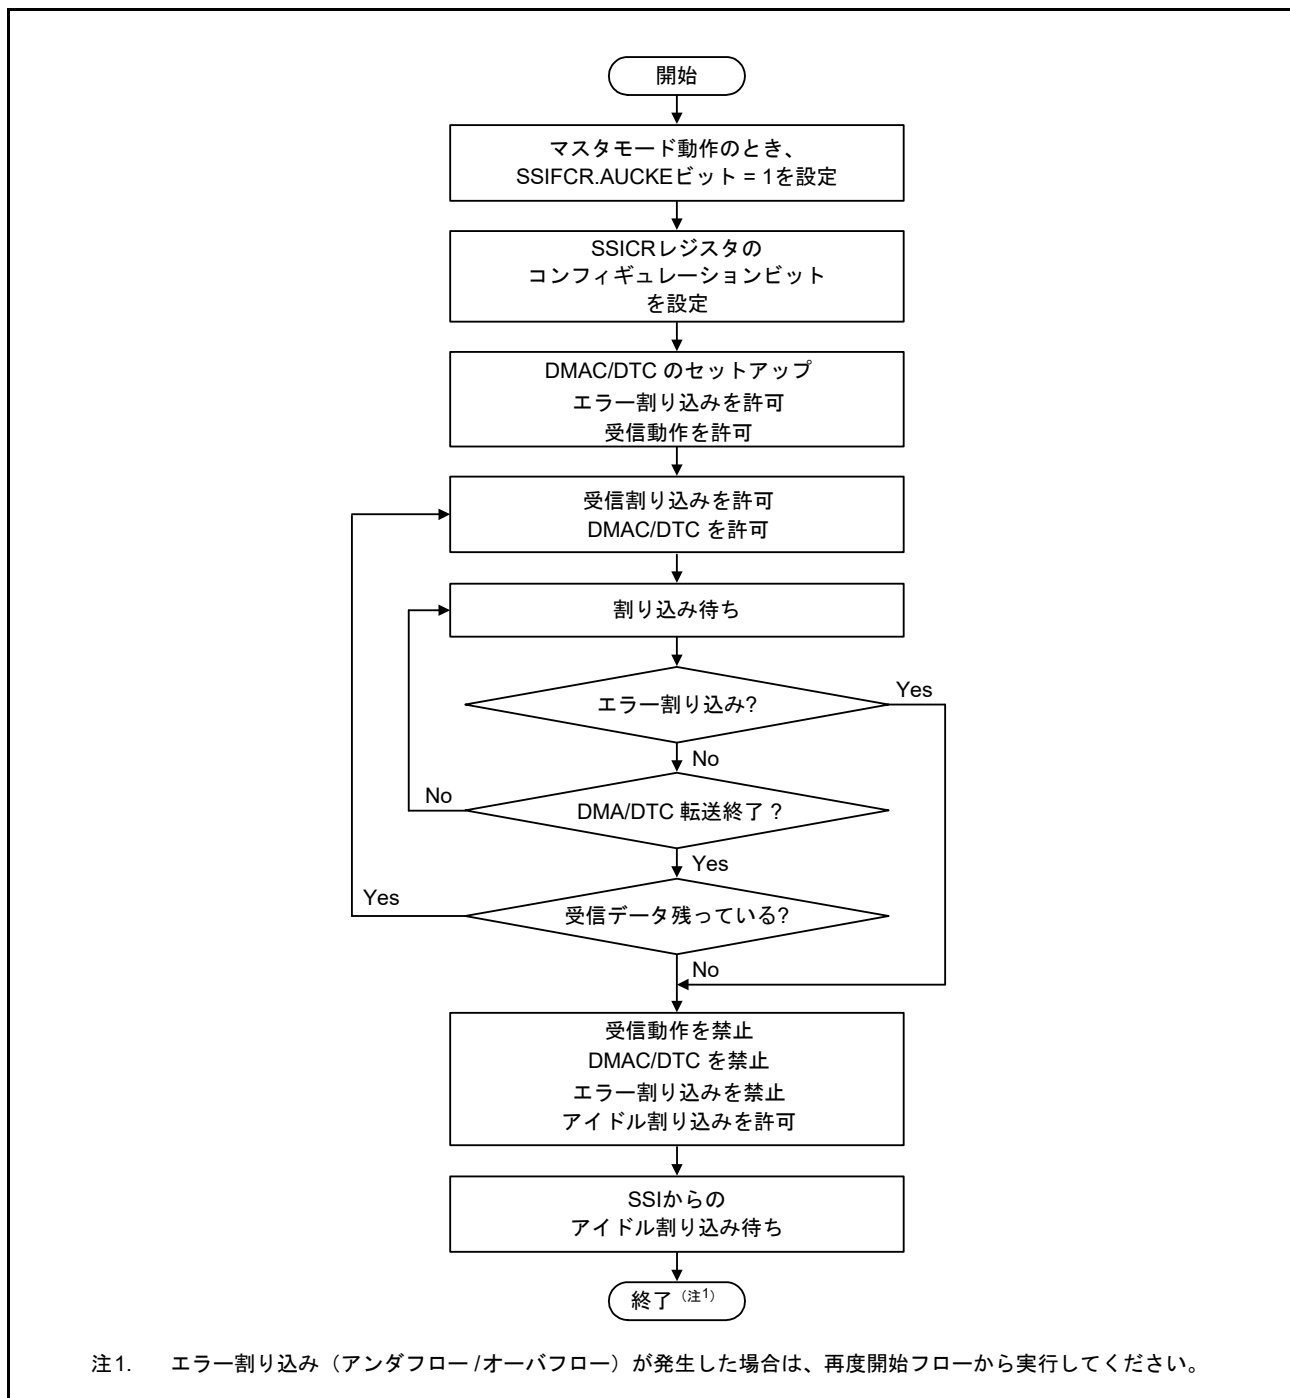 開始
マスタモード動作のとき、
SSIFCR.AUCKEビット = 1を設定
SSICRレジスタの
コンフィギュレーションビット
を設定
DMAC/DTC のセットアップ
エラー割り込みを許可
受信動作を許可
受信割り込みを許可
DMAC/DTC を許可
割り込み待ち
エラー割り込み?
Yes
No
DMA/DTC 転送終了 ?
No
Yes
受信データ残っている?
Yes
No
受信動作を禁止
DMAC/DTC を禁止
エラー割り込みを禁止
アイドル割り込みを許可
SSIからの
アイドル割り込み待ち
終了（注1）
注1. エラー割り込み（アンダフロー /オーバフロー）が発生した場合は、再度開始フローから実行してください。